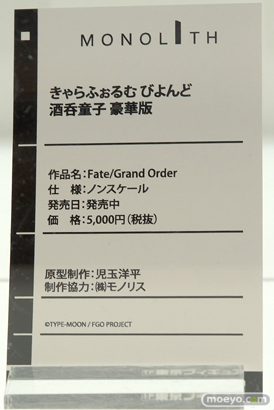 MONOLITH
きゃらふぉるむ びよんど
酒呑童子 豪華版
作品名：Fate/Grand Order
仕　様：ノンスケール
発売日：発売中
価　格：5,000円（税抜）
原型制作：児玉洋平
制作協力：㈱モノリス
©TYPE-MOON / FGO PROJECT
moeyo.com